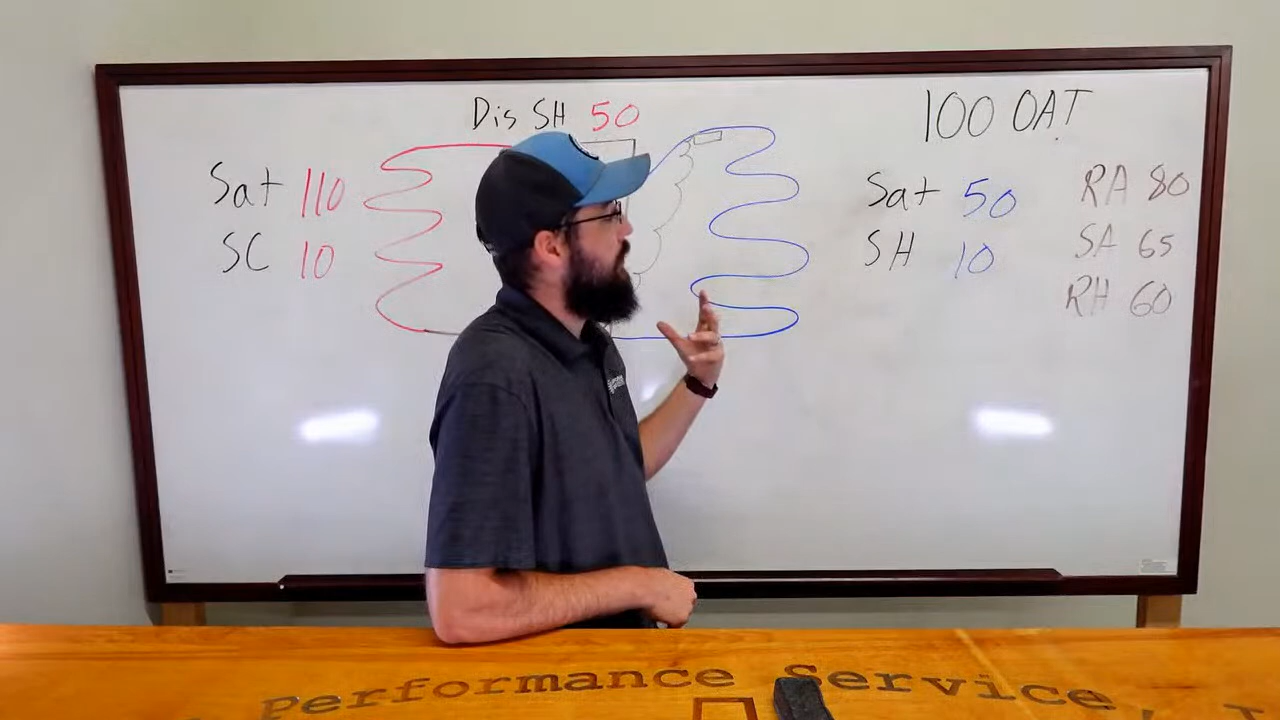 Dis SH 50
100 OAT
Sat 110
SC 10
Sat 50
SH 10
RA 80
SA 65
RH 60
Performance Service, I